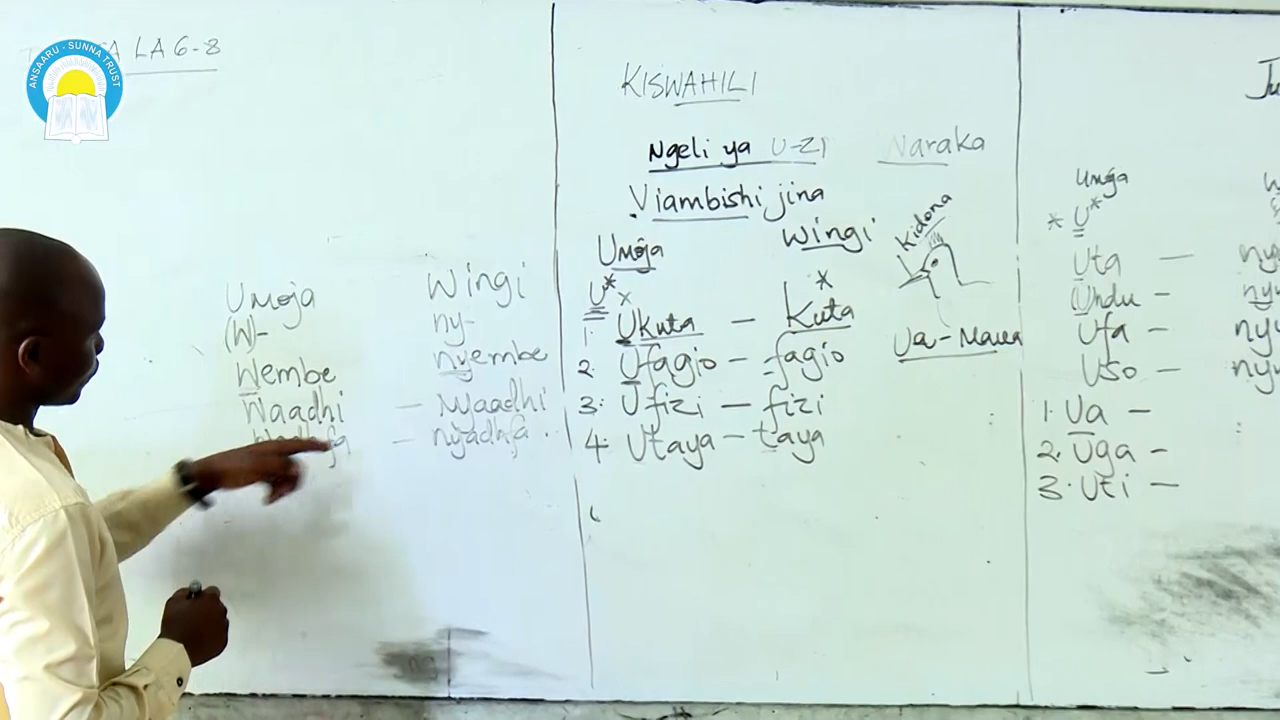 ANSAARU - SUNNA TRUST
LA 6-8
Umoja Wingi
(W)- ny-
Wembe nyembe
Waadhi - Nyaadhi
- nyadhfa
KISWAHILI
Ngeli ya U-ZI Naraka
Viambishi jina
Umoja Wingi
U* *
1. Ukuta - Kuta
2. Ufagio - fagio
3. Ufizi - fizi
4. Utaya - taya
Kidona
Ua - Maua
Umoja
* U*
Uta -
Undu -
Ufa -
Uso -
1. Ua -
2. Uga -
3. Uti -